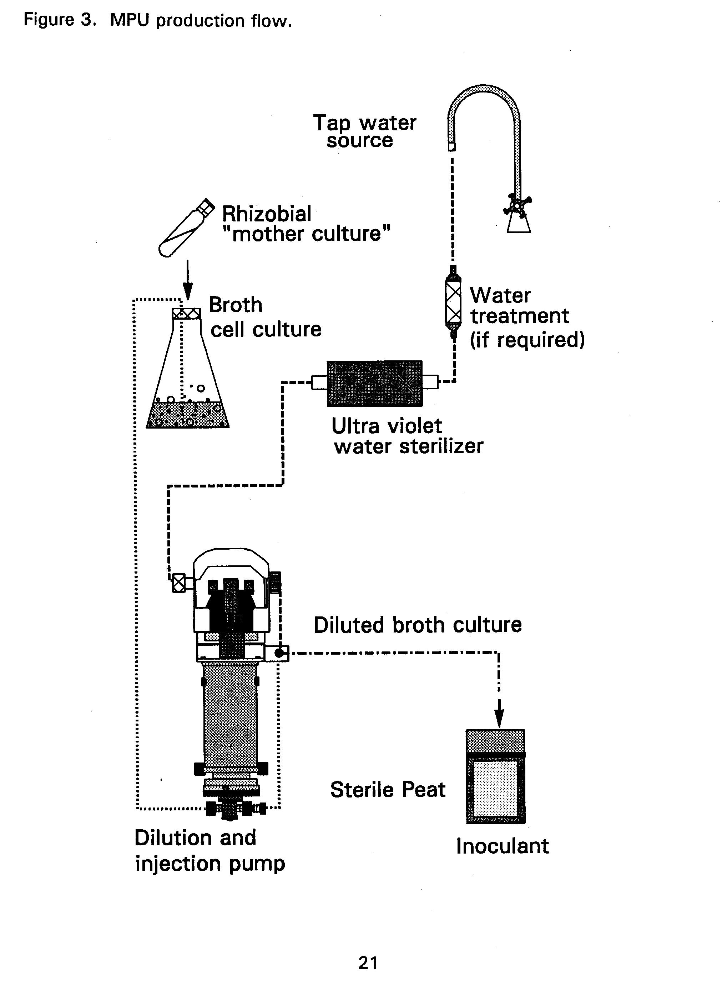 Figure 3. MPU production flow.
Tap water
source
Rhizobial
"mother culture"
Broth
cell culture
Water
treatment
(if required)
Ultra violet
water sterilizer
Diluted broth culture
Sterile Peat
Dilution and
injection pump
Inoculant
21